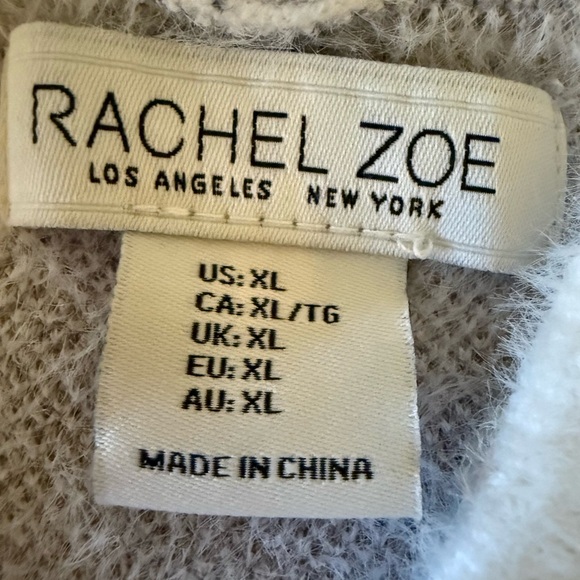 RACHEL ZOE
LOS ANGELES NEW YORK
US: XL
CA: XL/TG
UK: XL
EU: XL
AU: XL
MADE IN CHINA